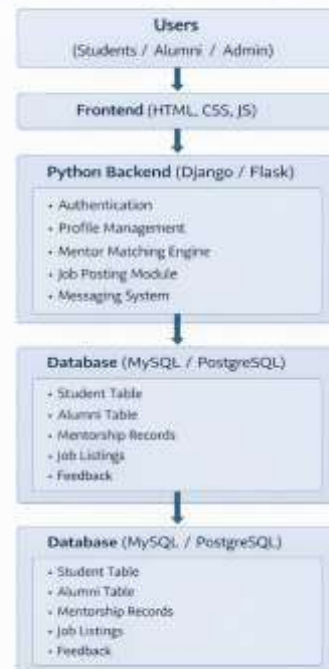 Users
(Students / Alumni / Admin)
Frontend (HTML, CSS, JS)
Python Backend (Django / Flask)
• Authentication
• Profile Management
• Mentor Matching Engine
• Job Posting Module
• Messaging System
Database (MySQL / PostgreSQL)
• Student Table
• Alumni Table
• Mentorship Records
• Job Listings
• Feedback
Database (MySQL / PostgreSQL)
• Student Table
• Alumni Table
• Mentorship Records
• Job Listings
• Feedback